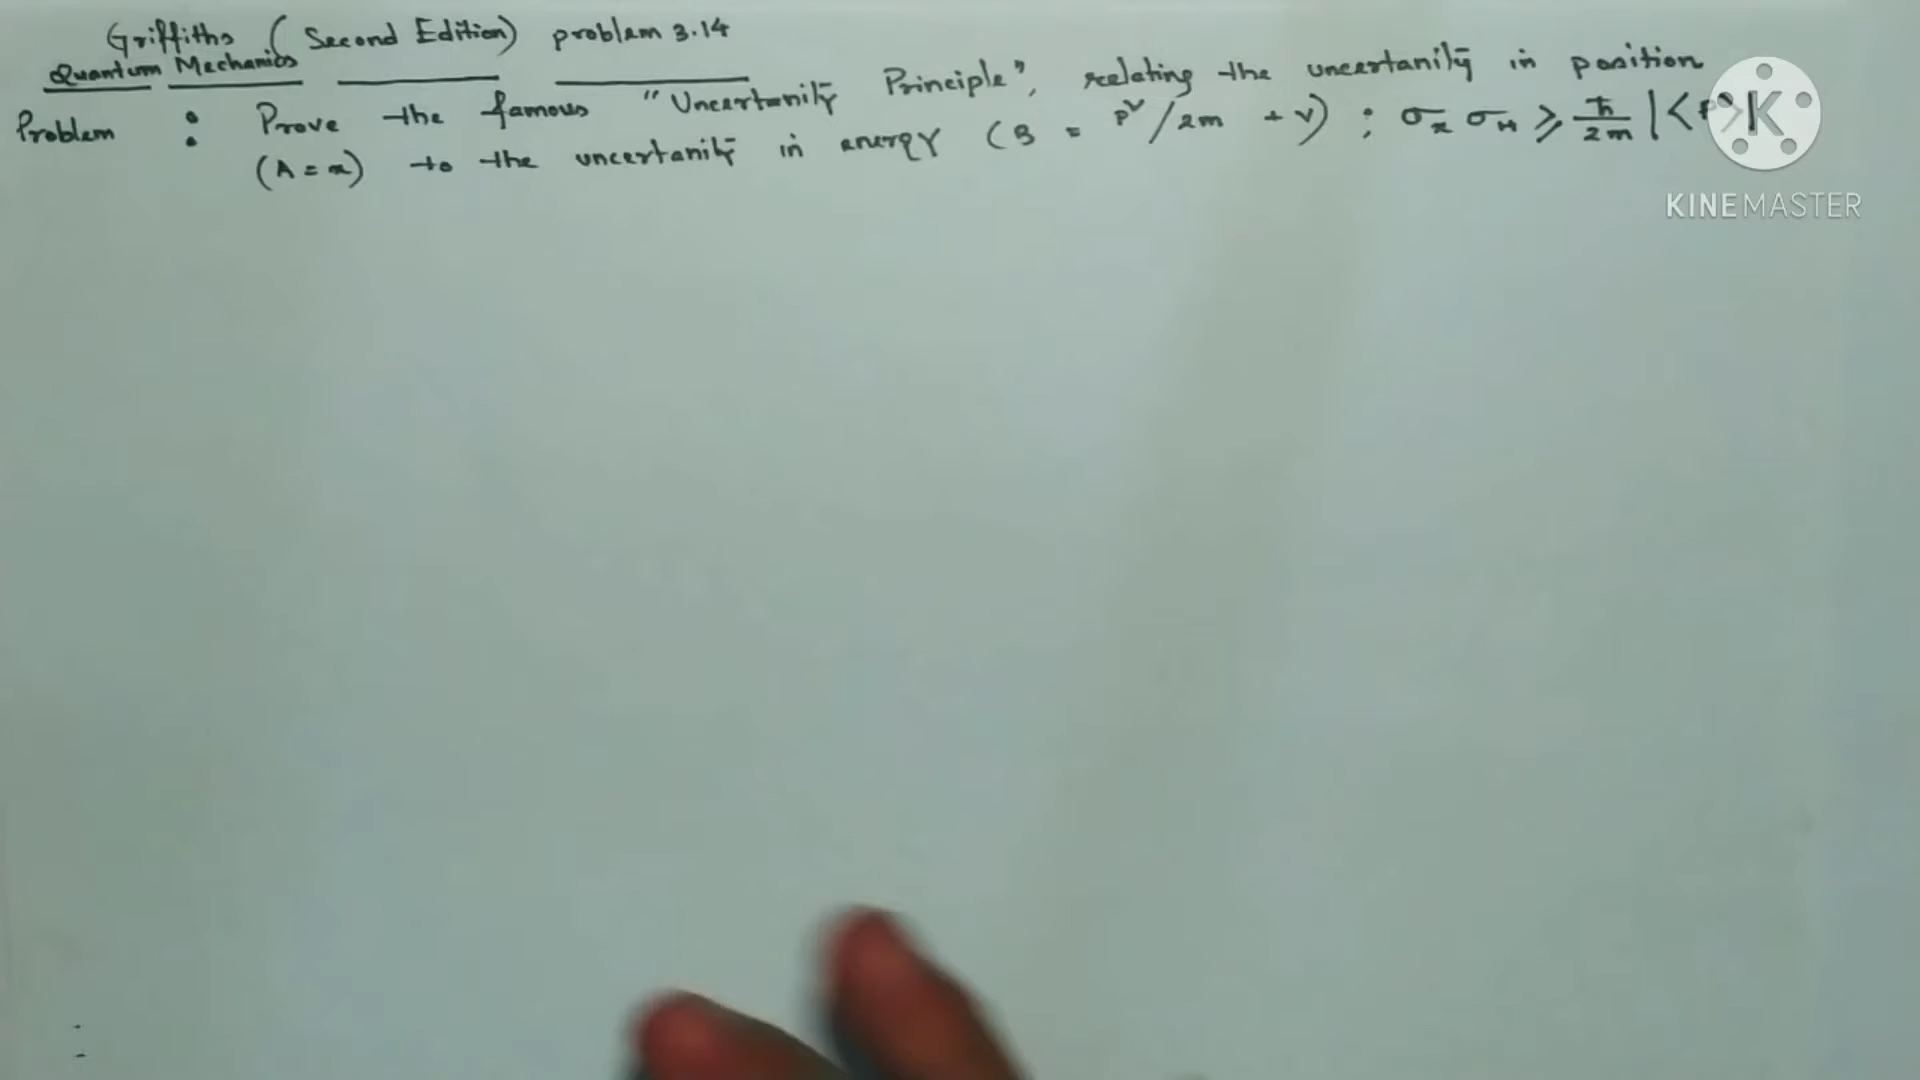 Griffiths (Second Edition) problem 3.14
Quantum Mechanics
Problem : Prove the famous "Uncertanity Principle", relating the uncertanity in position
(A = x) to the uncertanity in energy (B = p²/2m + V) ; σx σH ≥ ħ/2m |<P>|
KINEMASTER